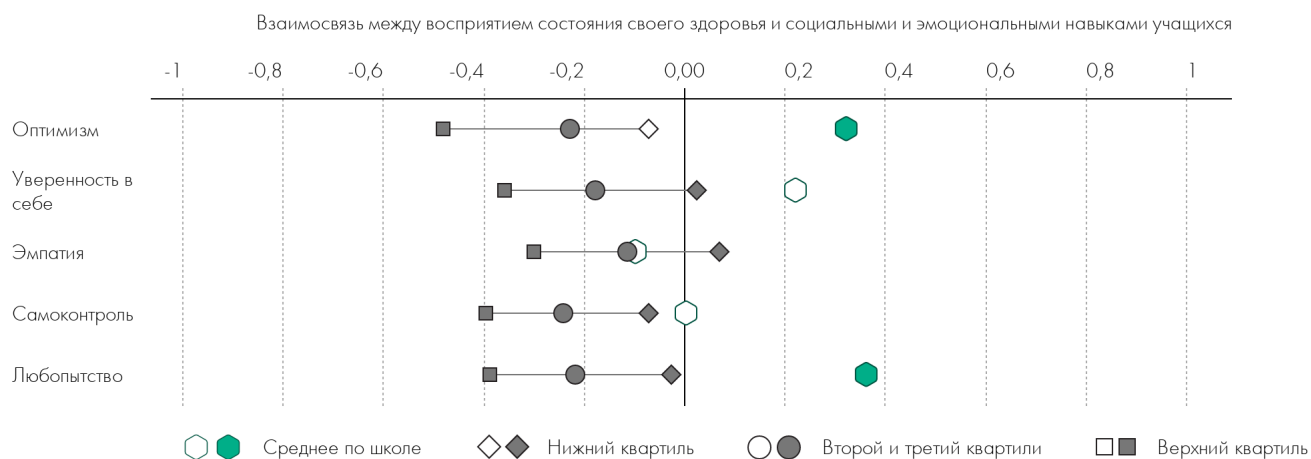 Взаимосвязь между восприятием состояния своего здоровья и социальными и эмоциональными навыками учащихся
-1 -0,8 -0,6 -0,4 -0,2 0,00 0,2 0,4 0,6 0,8 1
Оптимизм
Уверенность в
себе
Эмпатия
Самоконтроль
Любопытство
Среднее по школе Нижний квартиль Второй и третий квартили Верхний квартиль